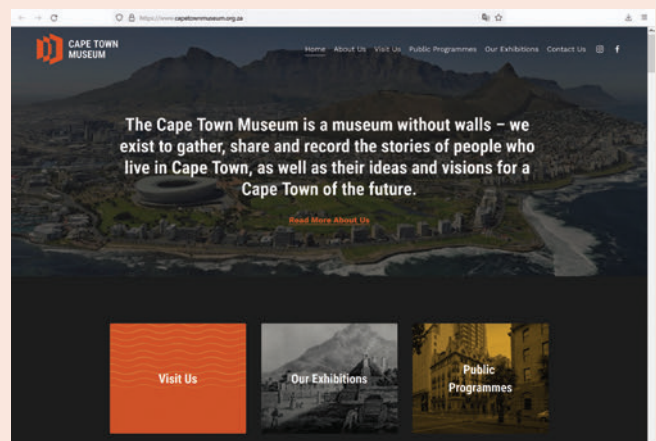 https://www.capetownmuseum.org.za
CAPE TOWN
MUSEUM
Home About Us Visit Us Public Programmes Our Exhibitions Contact Us
The Cape Town Museum is a museum without walls – we
exist to gather, share and record the stories of people who
live in Cape Town, as well as their ideas and visions for a
Cape Town of the future.
Read More About Us
Visit Us
Our Exhibitions
Public
Programmes